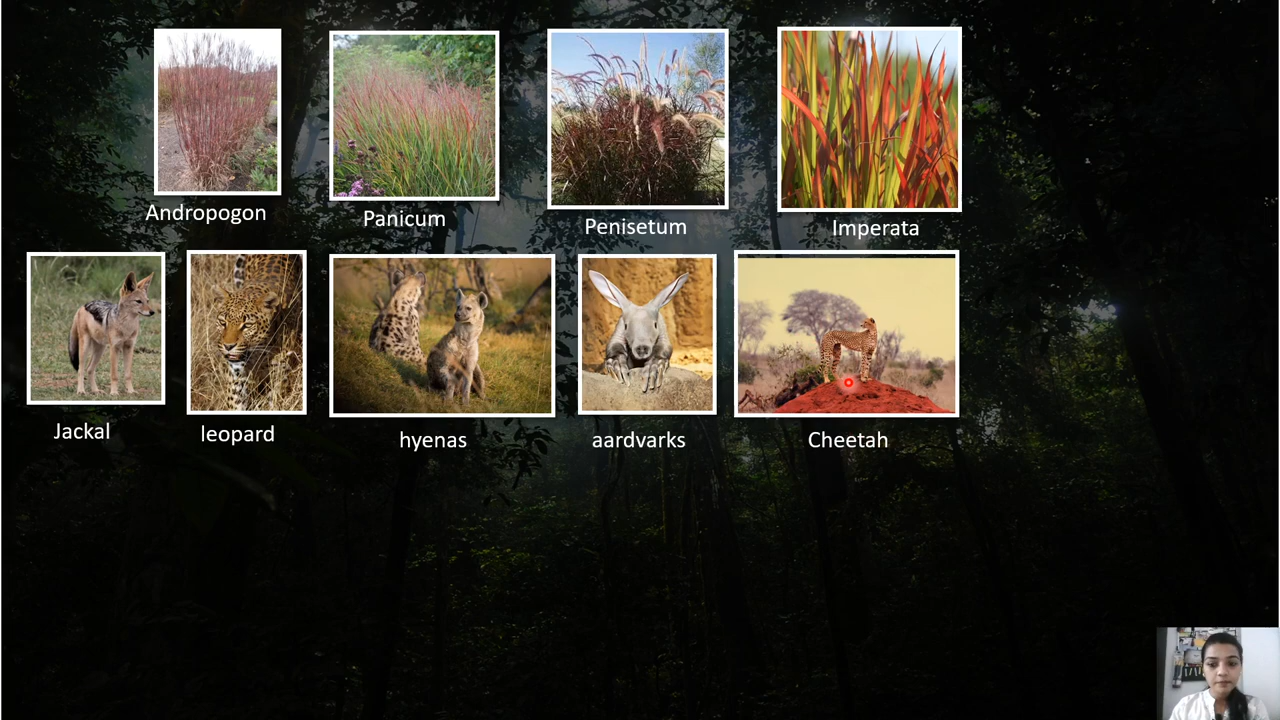 Andropogon
Panicum
Penisetum
Imperata
Jackal
leopard
hyenas
aardvarks
Cheetah